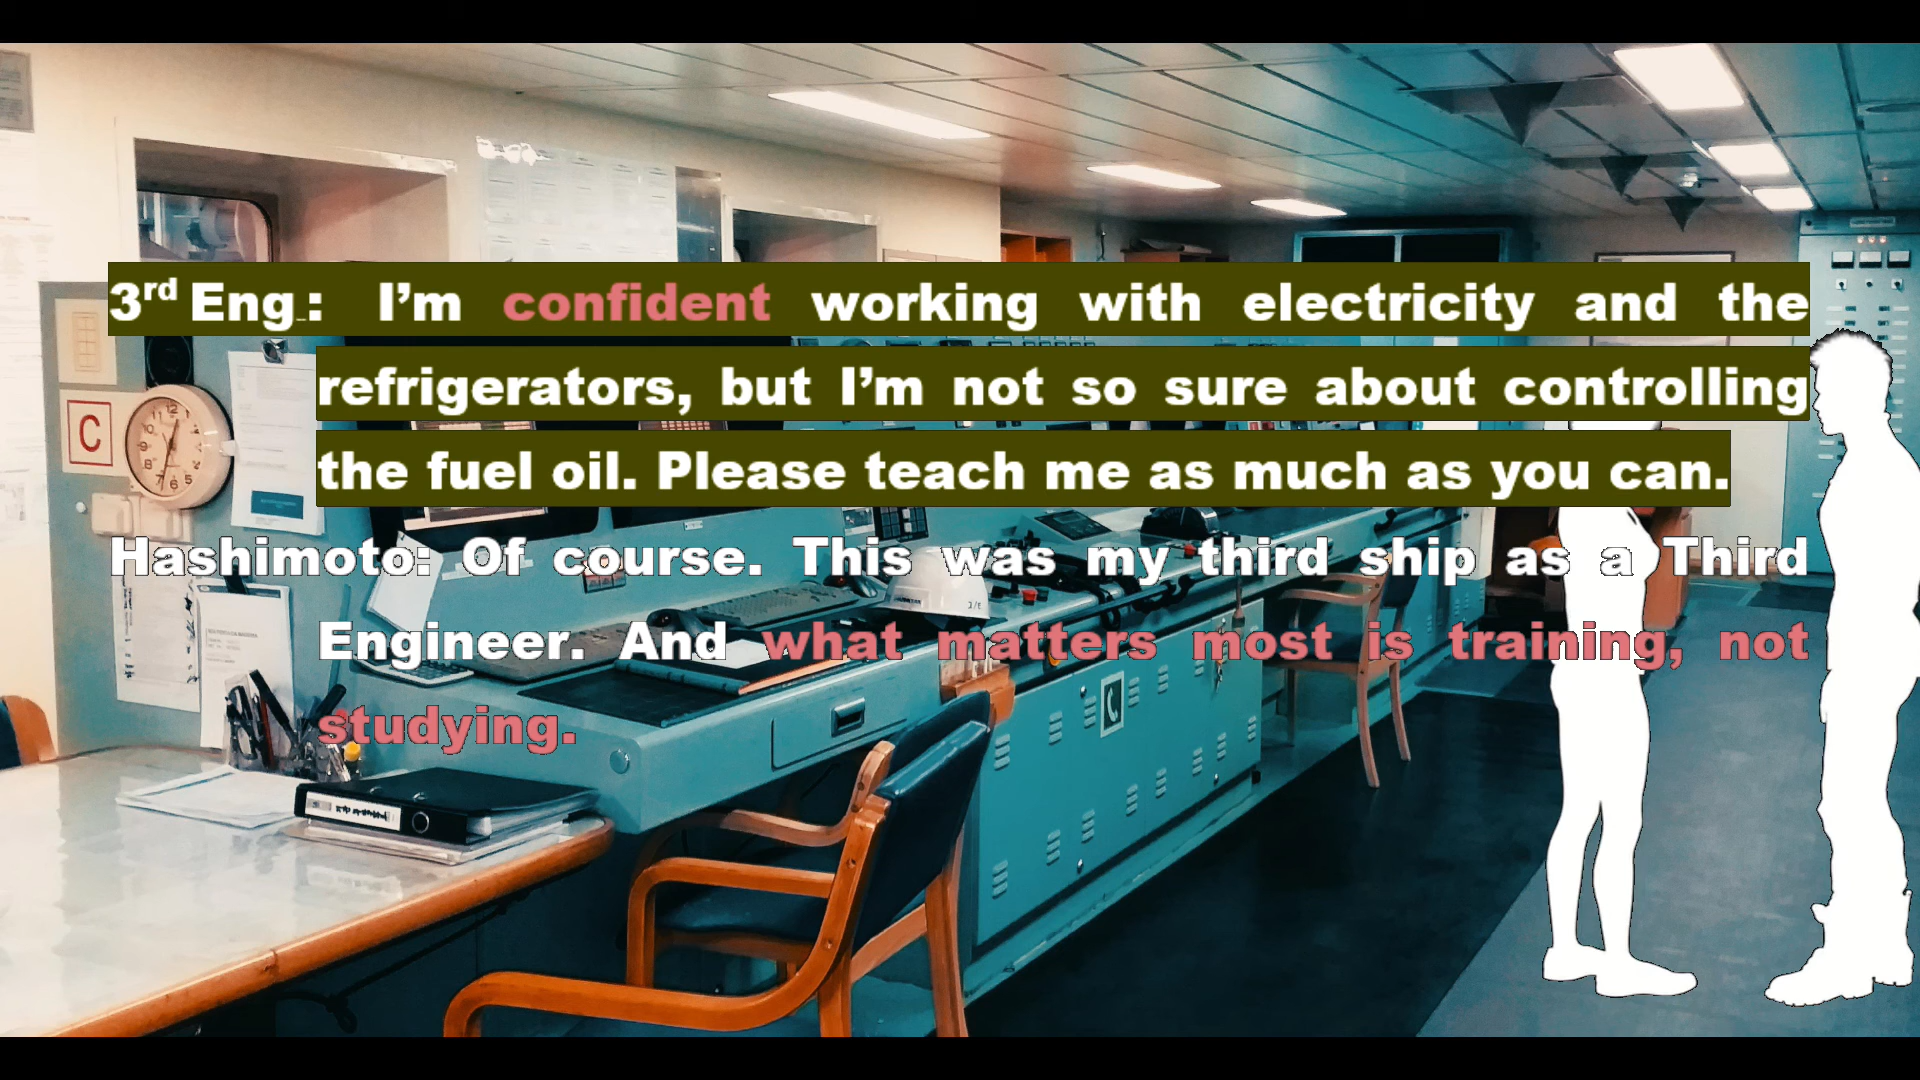 3rd Eng.: I’m confident working with electricity and the
refrigerators, but I’m not so sure about controlling
the fuel oil. Please teach me as much as you can.
Hashimoto: Of course. This was my third ship as a Third
Engineer. And what matters most is training, not
studying.
C
3/E